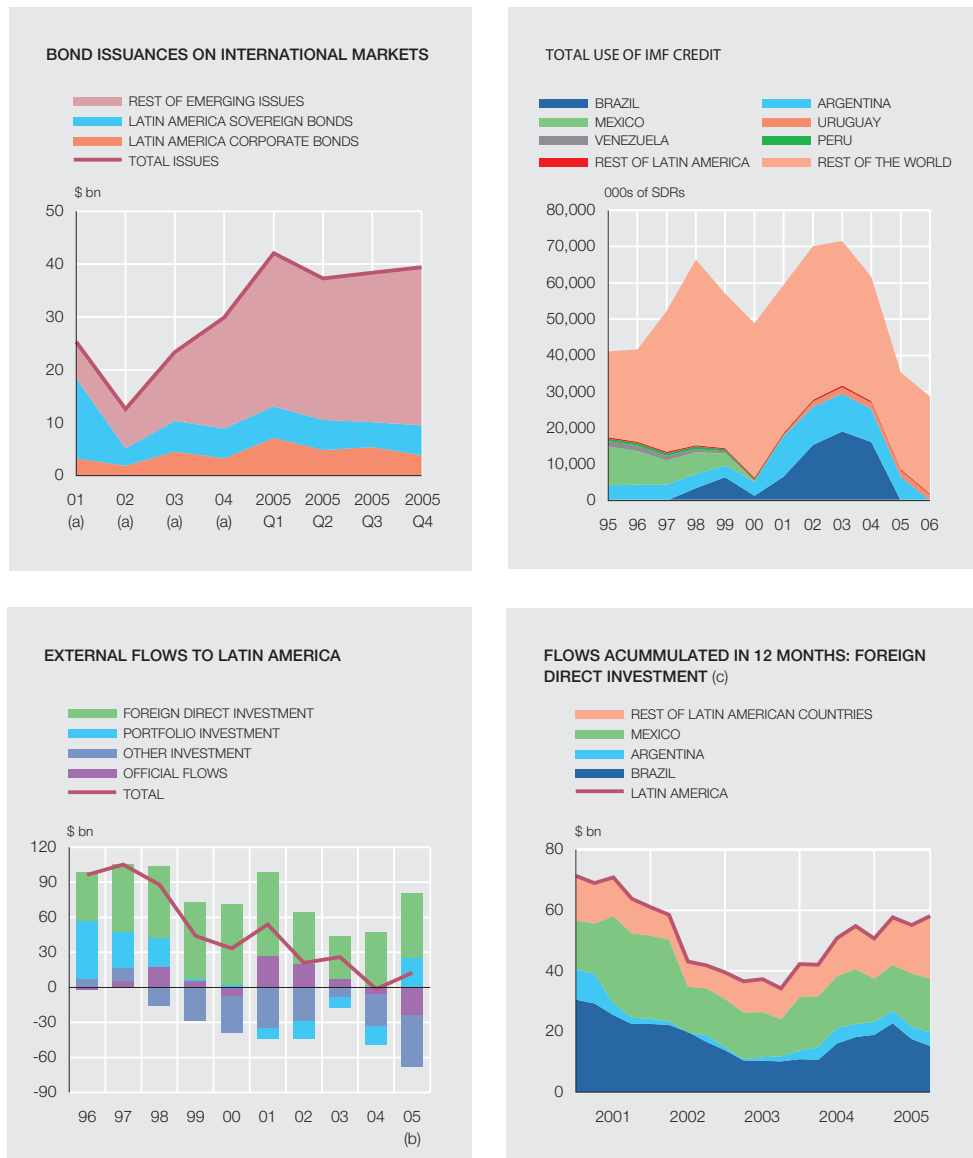 BOND ISSUANCES ON INTERNATIONAL MARKETS
REST OF EMERGING ISSUES
LATIN AMERICA SOVEREIGN BONDS
LATIN AMERICA CORPORATE BONDS
TOTAL ISSUES
$ bn
50
40
30
20
10
0
01 02 03 04 2005 2005 2005 2005
(a) (a) (a) (a) Q1 Q2 Q3 Q4
TOTAL USE OF IMF CREDIT
BRAZIL ARGENTINA
MEXICO URUGUAY
VENEZUELA PERU
REST OF LATIN AMERICA REST OF THE WORLD
000s of SDRs
80,000
70,000
60,000
50,000
40,000
30,000
20,000
10,000
0
95 96 97 98 99 00 01 02 03 04 05 06
EXTERNAL FLOWS TO LATIN AMERICA
FOREIGN DIRECT INVESTMENT
PORTFOLIO INVESTMENT
OTHER INVESTMENT
OFFICIAL FLOWS
TOTAL
$ bn
120
90
60
30
0
-30
-60
-90
96 97 98 99 00 01 02 03 04 05
(b)
FLOWS ACUMMULATED IN 12 MONTHS: FOREIGN
DIRECT INVESTMENT (c)
REST OF LATIN AMERICAN COUNTRIES
MEXICO
ARGENTINA
BRAZIL
LATIN AMERICA
$ bn
80
60
40
20
0
2001 2002 2003 2004 2005